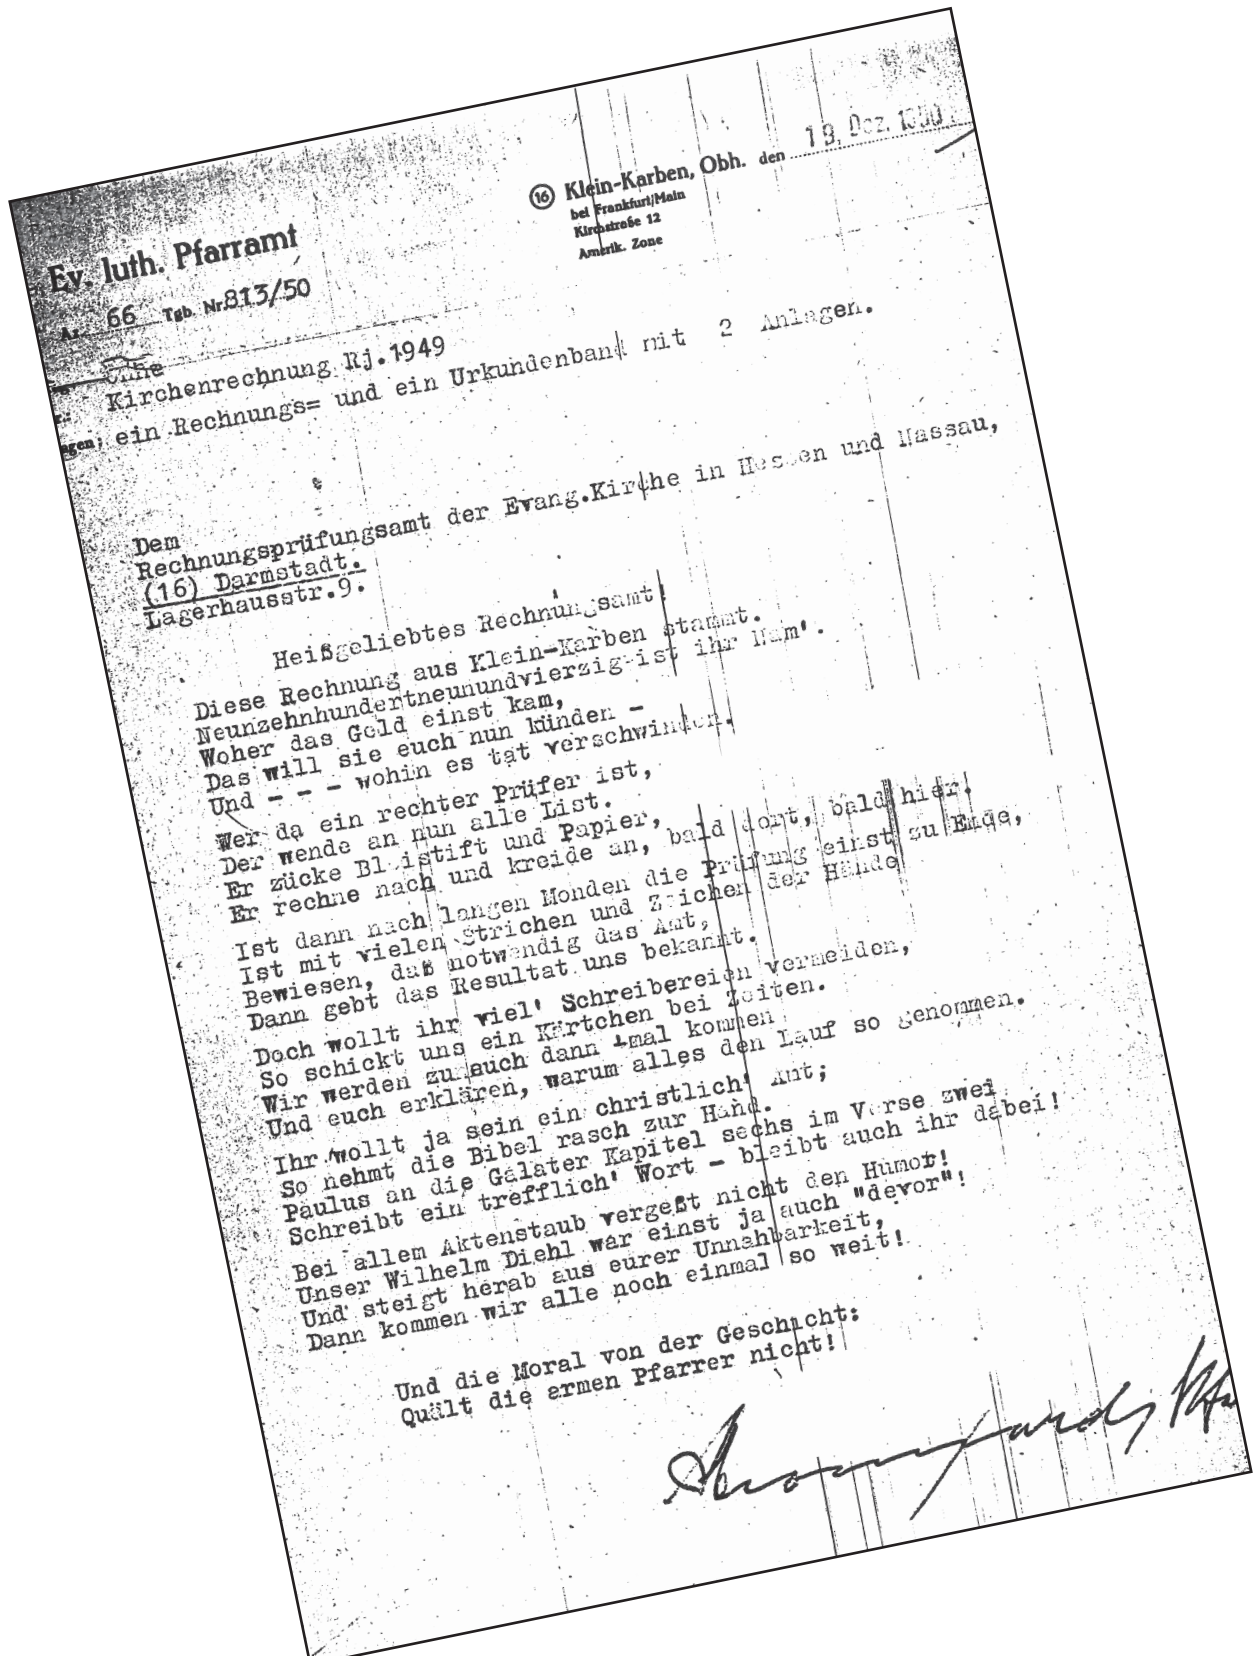 Ev. luth. Pfarramt
(16) Klein-Karben, Obh. den 19. Dez. 1950
bei Frankfurt/Main
Kirchstraße 12
Amerik. Zone
Az. 66 Tgb. Nr. 813/50
Ohne
Kirchenrechnung Rj.1949
ein Rechnungs= und ein Urkundenband mit 2 Anlagen.
Dem
Rechnungsprüfungsamt der Evang.Kirche in Hessen und Nassau,
(16) Darmstadt.
Lagerhausstr.9.
Heißgeliebtes Rechnungsamt!
Diese Rechnung aus Klein-Karben stammt.
Neunzehnhundertneunundvierzig ist ihr Nam'.
Woher das Geld einst kam,
Das will sie euch nun künden -
Und - - - wohin es tat verschwinden.
Wer da ein rechter Prüfer ist,
Der wende an nun alle List.
Er zücke Bleistift und Papier,
Er rechne nach und kreide an, bald dort, bald hier.
Ist dann nach langen Monden die Prüfung einst zu Ende,
Ist mit vielen Strichen und Zeichen der Hände
Bewiesen, daß notwendig das Amt,
Dann gebt das Resultat uns bekannt.
Doch wollt ihr viel' Schreibereien vermeiden,
So schickt uns ein Kärtchen bei Zeiten.
Wir werden zu euch dann mal kommen
Und euch erklären, warum alles den Lauf so genommen.
Ihr wollt ja sein ein christlich' Amt;
So nehmt die Bibel rasch zur Hand.
Paulus an die Galater Kapitel sechs im Verse zwei
Schreibt ein trefflich' Wort - bleibt auch ihr dabei!
Bei allem Aktenstaub vergeßt nicht den Humor!
Unser Wilhelm Diehl war einst ja auch "devor"!
Und steigt herab aus eurer Unnahbarkeit,
Dann kommen wir alle noch einmal so weit!
Und die Moral von der Geschicht:
Quält die armen Pfarrer nicht!